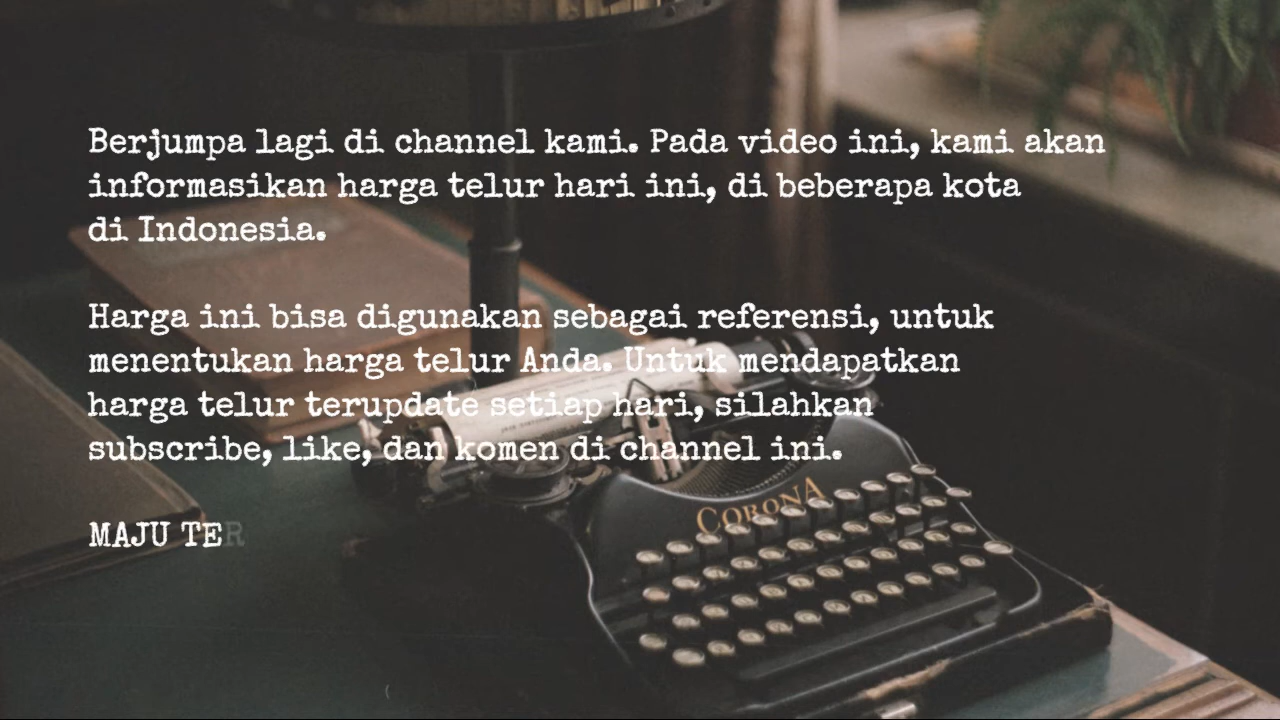 Berjumpa lagi di channel kami. Pada video ini, kami akan
informasikan harga telur hari ini, di beberapa kota
di Indonesia.
Harga ini bisa digunakan sebagai referensi, untuk
menentukan harga telur Anda. Untuk mendapatkan
harga telur terupdate setiap hari, silahkan
subscribe, like, dan komen di channel ini.
MAJU TER
CORONA